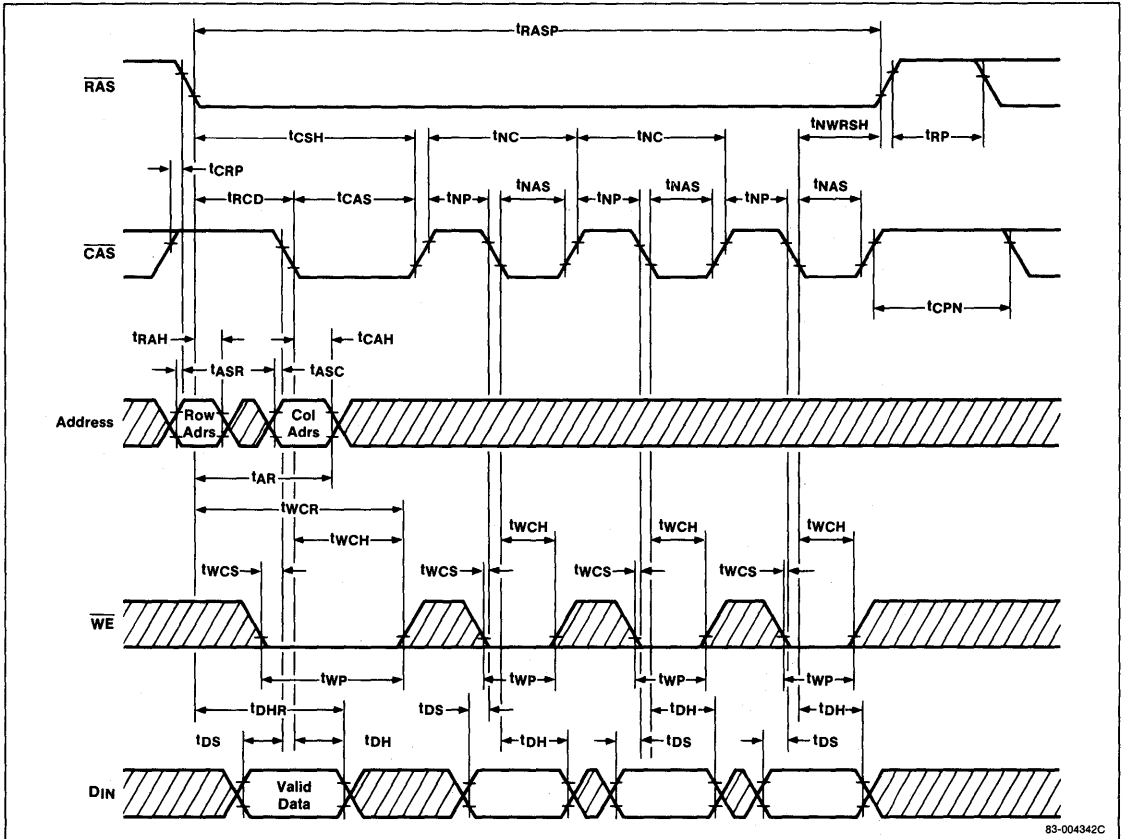 tRASP
RAS
tCSH tNC tNC tNWRSH tRP
tCRP
tRCD tCAS tNP tNAS tNP tNAS tNP tNAS
CAS
tCPN
tRAH tCAH
tASR tASC
Address Row Adrs Col Adrs
tAR
tWCR
tWCH tWCH tWCH tWCH
tWCS tWCS tWCS tWCS
WE
tWP tWP tWP tWP
tDHR tDS tDH tDH
tDS tDH tDH tDS tDS
DIN Valid Data
83-004342C